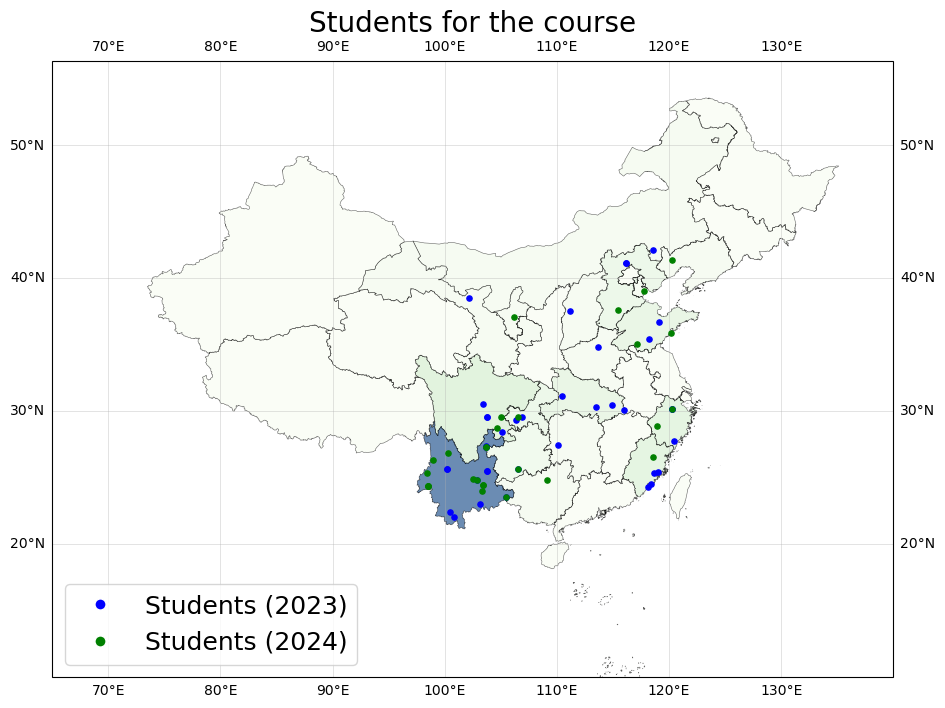 Students for the course
70°E 80°E 90°E 100°E 110°E 120°E 130°E
50°N 50°N
40°N 40°N
30°N 30°N
20°N 20°N
Students (2023)
Students (2024)
70°E 80°E 90°E 100°E 110°E 120°E 130°E